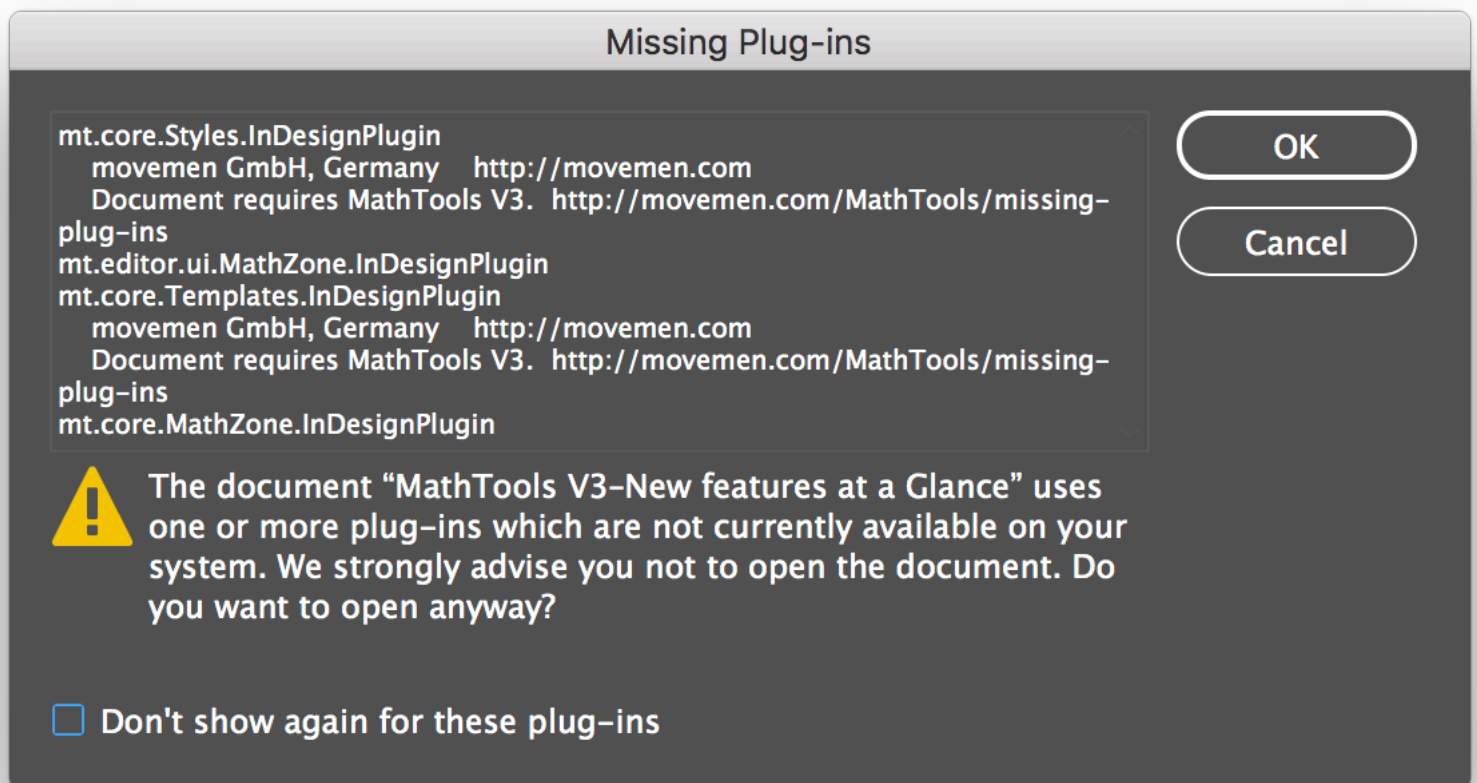 Missing Plug-ins
mt.core.Styles.InDesignPlugin
movemen GmbH, Germany http://movemen.com
Document requires MathTools V3. http://movemen.com/MathTools/missing-
plug-ins
mt.editor.ui.MathZone.InDesignPlugin
mt.core.Templates.InDesignPlugin
movemen GmbH, Germany http://movemen.com
Document requires MathTools V3. http://movemen.com/MathTools/missing-
plug-ins
mt.core.MathZone.InDesignPlugin
OK
Cancel
The document “MathTools V3-New features at a Glance” uses
one or more plug-ins which are not currently available on your
system. We strongly advise you not to open the document. Do
you want to open anyway?
Don't show again for these plug-ins